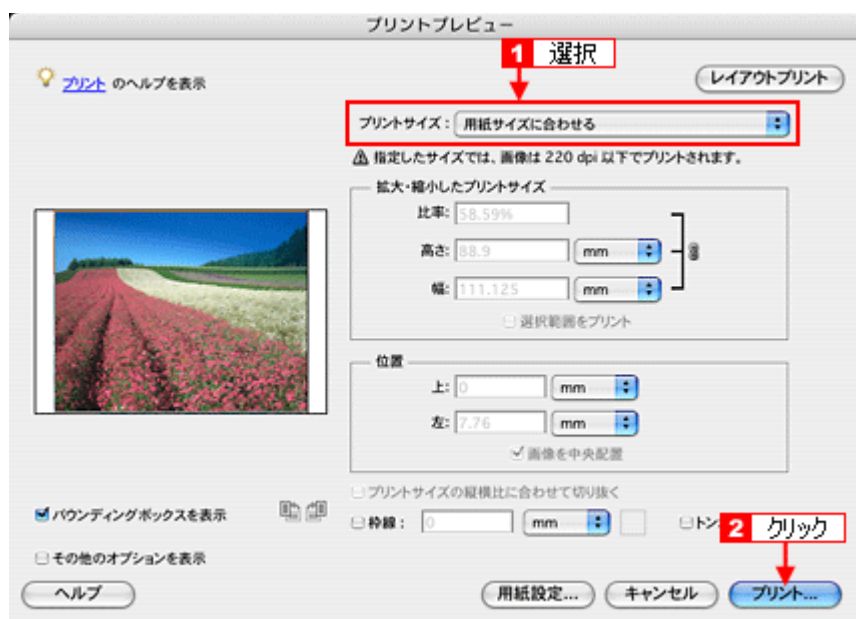 プリントプレビュー
1 選択
プリント のヘルプを表示
レイアウトプリント
プリントサイズ： 用紙サイズに合わせる
指定したサイズでは、画像は 220 dpi 以下でプリントされます。
拡大・縮小したプリントサイズ
比率: 58.59%
高さ: 88.9 mm
幅: 111.125 mm
選択範囲をプリント
位置
上: 0 mm
左: 7.76 mm
画像を中央配置
プリントサイズの縦横比に合わせて切り抜く
バウンディングボックスを表示
枠線： 0 mm
トン
2 クリック
その他のオプションを表示
ヘルプ
用紙設定...
キャンセル
プリント...